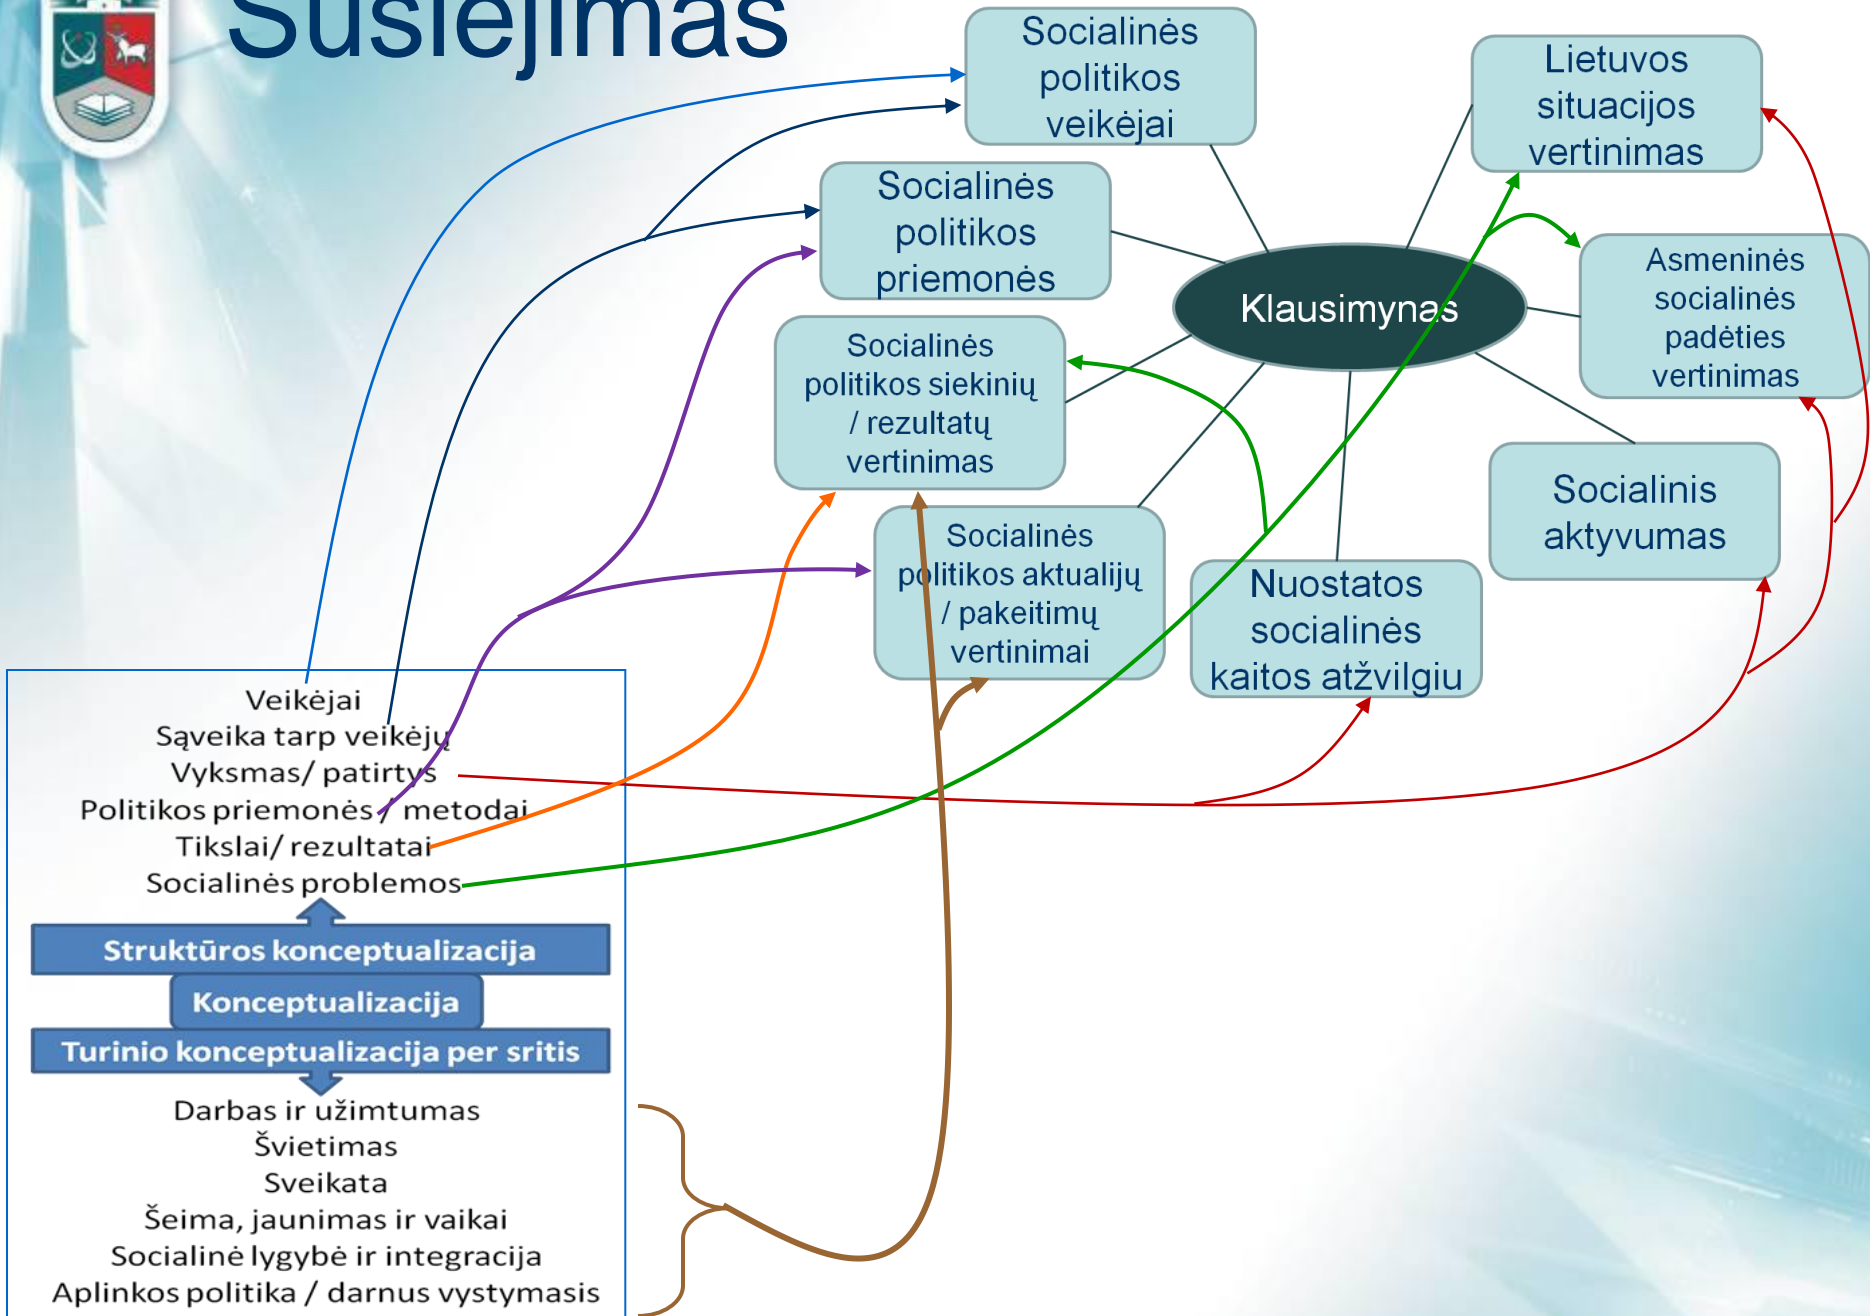 Susiejimas
Socialinės
politikos
veikėjai
Lietuvos
situacijos
vertinimas
Socialinės
politikos
priemonės
Asmeninės
socialinės
padėties
vertinimas
Klausimynas
Socialinės
politikos siekinių
/ rezultatų
vertinimas
Socialinis
aktyvumas
Socialinės
politikos aktualijų
/ pakeitimų
vertinimai
Nuostatos
socialinės
kaitos atžvilgiu
Veikėjai
Sąveika tarp veikėjų
Vyksmas/ patirtys
Politikos priemonės / metodai
Tikslai/ rezultatai
Socialinės problemos
Struktūros konceptualizacija
Konceptualizacija
Turinio konceptualizacija per sritis
Darbas ir užimtumas
Švietimas
Sveikata
Šeima, jaunimas ir vaikai
Socialinė lygybė ir integracija
Aplinkos politika / darnus vystymasis